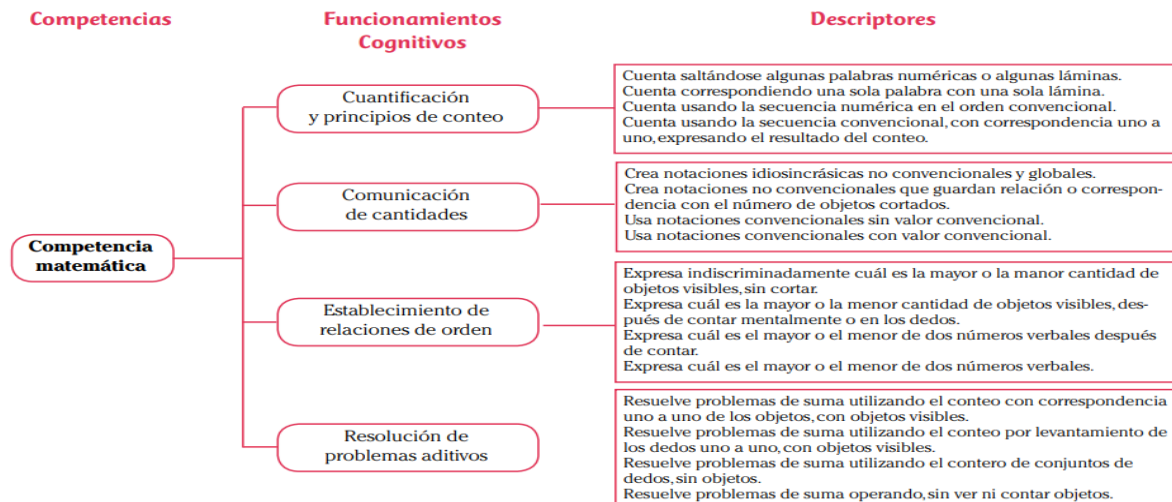 Competencias
Funcionamientos
Cognitivos
Descriptores
Competencia
matemática
Cuantificación
y principios de conteo
Cuenta saltándose algunas palabras numéricas o algunas láminas.
Cuenta correspondiendo una sola palabra con una sola lámina.
Cuenta usando la secuencia numérica en el orden convencional.
Cuenta usando la secuencia convencional, con correspondencia uno a
uno, expresando el resultado del conteo.
Comunicación
de cantidades
Crea notaciones idiosincrásicas no convencionales y globales.
Crea notaciones no convencionales que guardan relación o correspon-
dencia con el número de objetos cortados.
Usa notaciones convencionales sin valor convencional.
Usa notaciones convencionales con valor convencional.
Establecimiento de
relaciones de orden
Expresa indiscriminadamente cuál es la mayor o la manor cantidad de
objetos visibles, sin cortar.
Expresa cuál es la mayor o la menor cantidad de objetos visibles, des-
pués de contar mentalmente o en los dedos.
Expresa cuál es el mayor o el menor de dos números verbales después
de contar.
Expresa cuál es el mayor o el menor de dos números verbales.
Resolución de
problemas aditivos
Resuelve problemas de suma utilizando el conteo con correspondencia
uno a uno de los objetos, con objetos visibles.
Resuelve problemas de suma utilizando el conteo por levantamiento de
los dedos uno a uno, con objetos visibles.
Resuelve problemas de suma utilizando el contero de conjuntos de
dedos, sin objetos.
Resuelve problemas de suma operando, sin ver ni contar objetos.